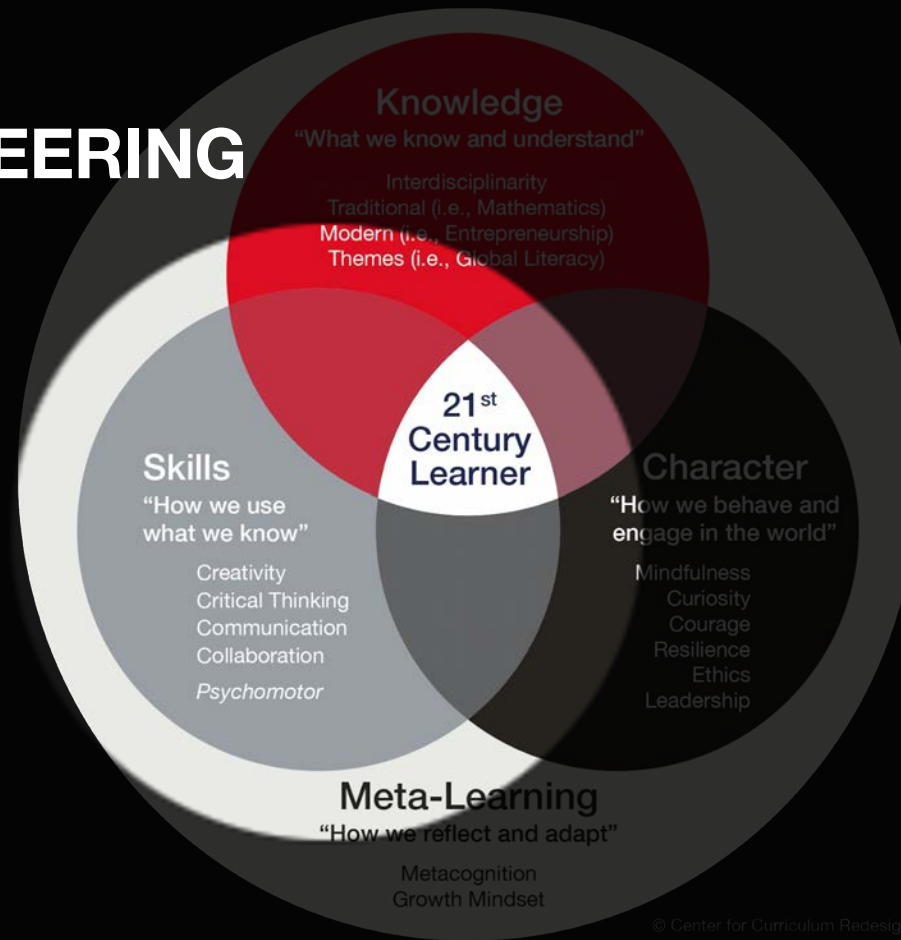 EERING
Knowledge
“What we know and understand”
Interdisciplinarity
Traditional (i.e., Mathematics)
Modern (i.e., Entrepreneurship)
Themes (i.e., Global Literacy)
21st
Century
Learner
Skills
“How we use
what we know”
Creativity
Critical Thinking
Communication
Collaboration
Psychomotor
Character
“How we behave and
engage in the world”
Mindfulness
Curiosity
Courage
Resilience
Ethics
Leadership
Meta-Learning
“How we reflect and adapt”
Metacognition
Growth Mindset
© Center for Curriculum Redesig